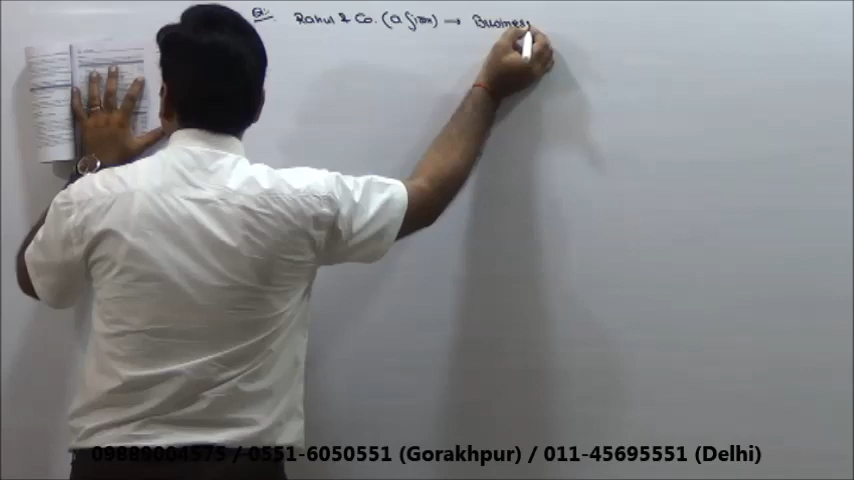 Q:- Rahul & Co. (a firm) → Business
09889004575 / 0551-6050551 (Gorakhpur) / 011-45695551 (Delhi)